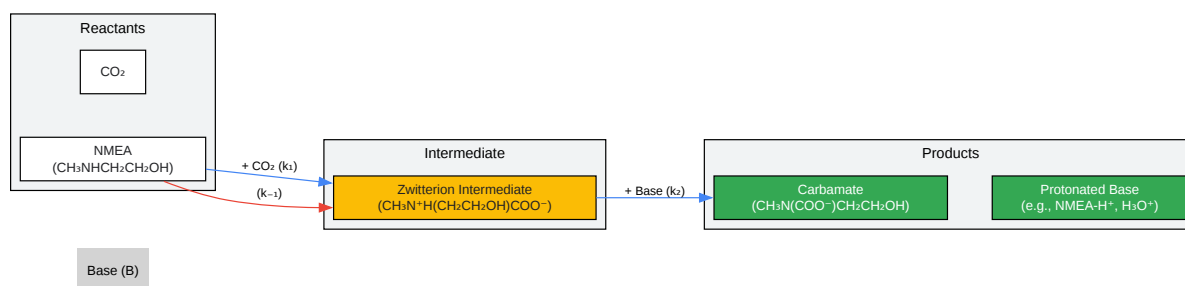 Reactants
CO₂
NMEA
(CH₃NHCH₂CH₂OH)
+ CO₂ (k₁)
(k₋₁)
Intermediate
Zwitterion Intermediate
(CH₃N⁺H(CH₂CH₂OH)COO⁻)
+ Base (k₂)
Products
Carbamate
(CH₃N(COO⁻)CH₂CH₂OH)
Protonated Base
(e.g., NMEA-H⁺, H₃O⁺)
Base (B)